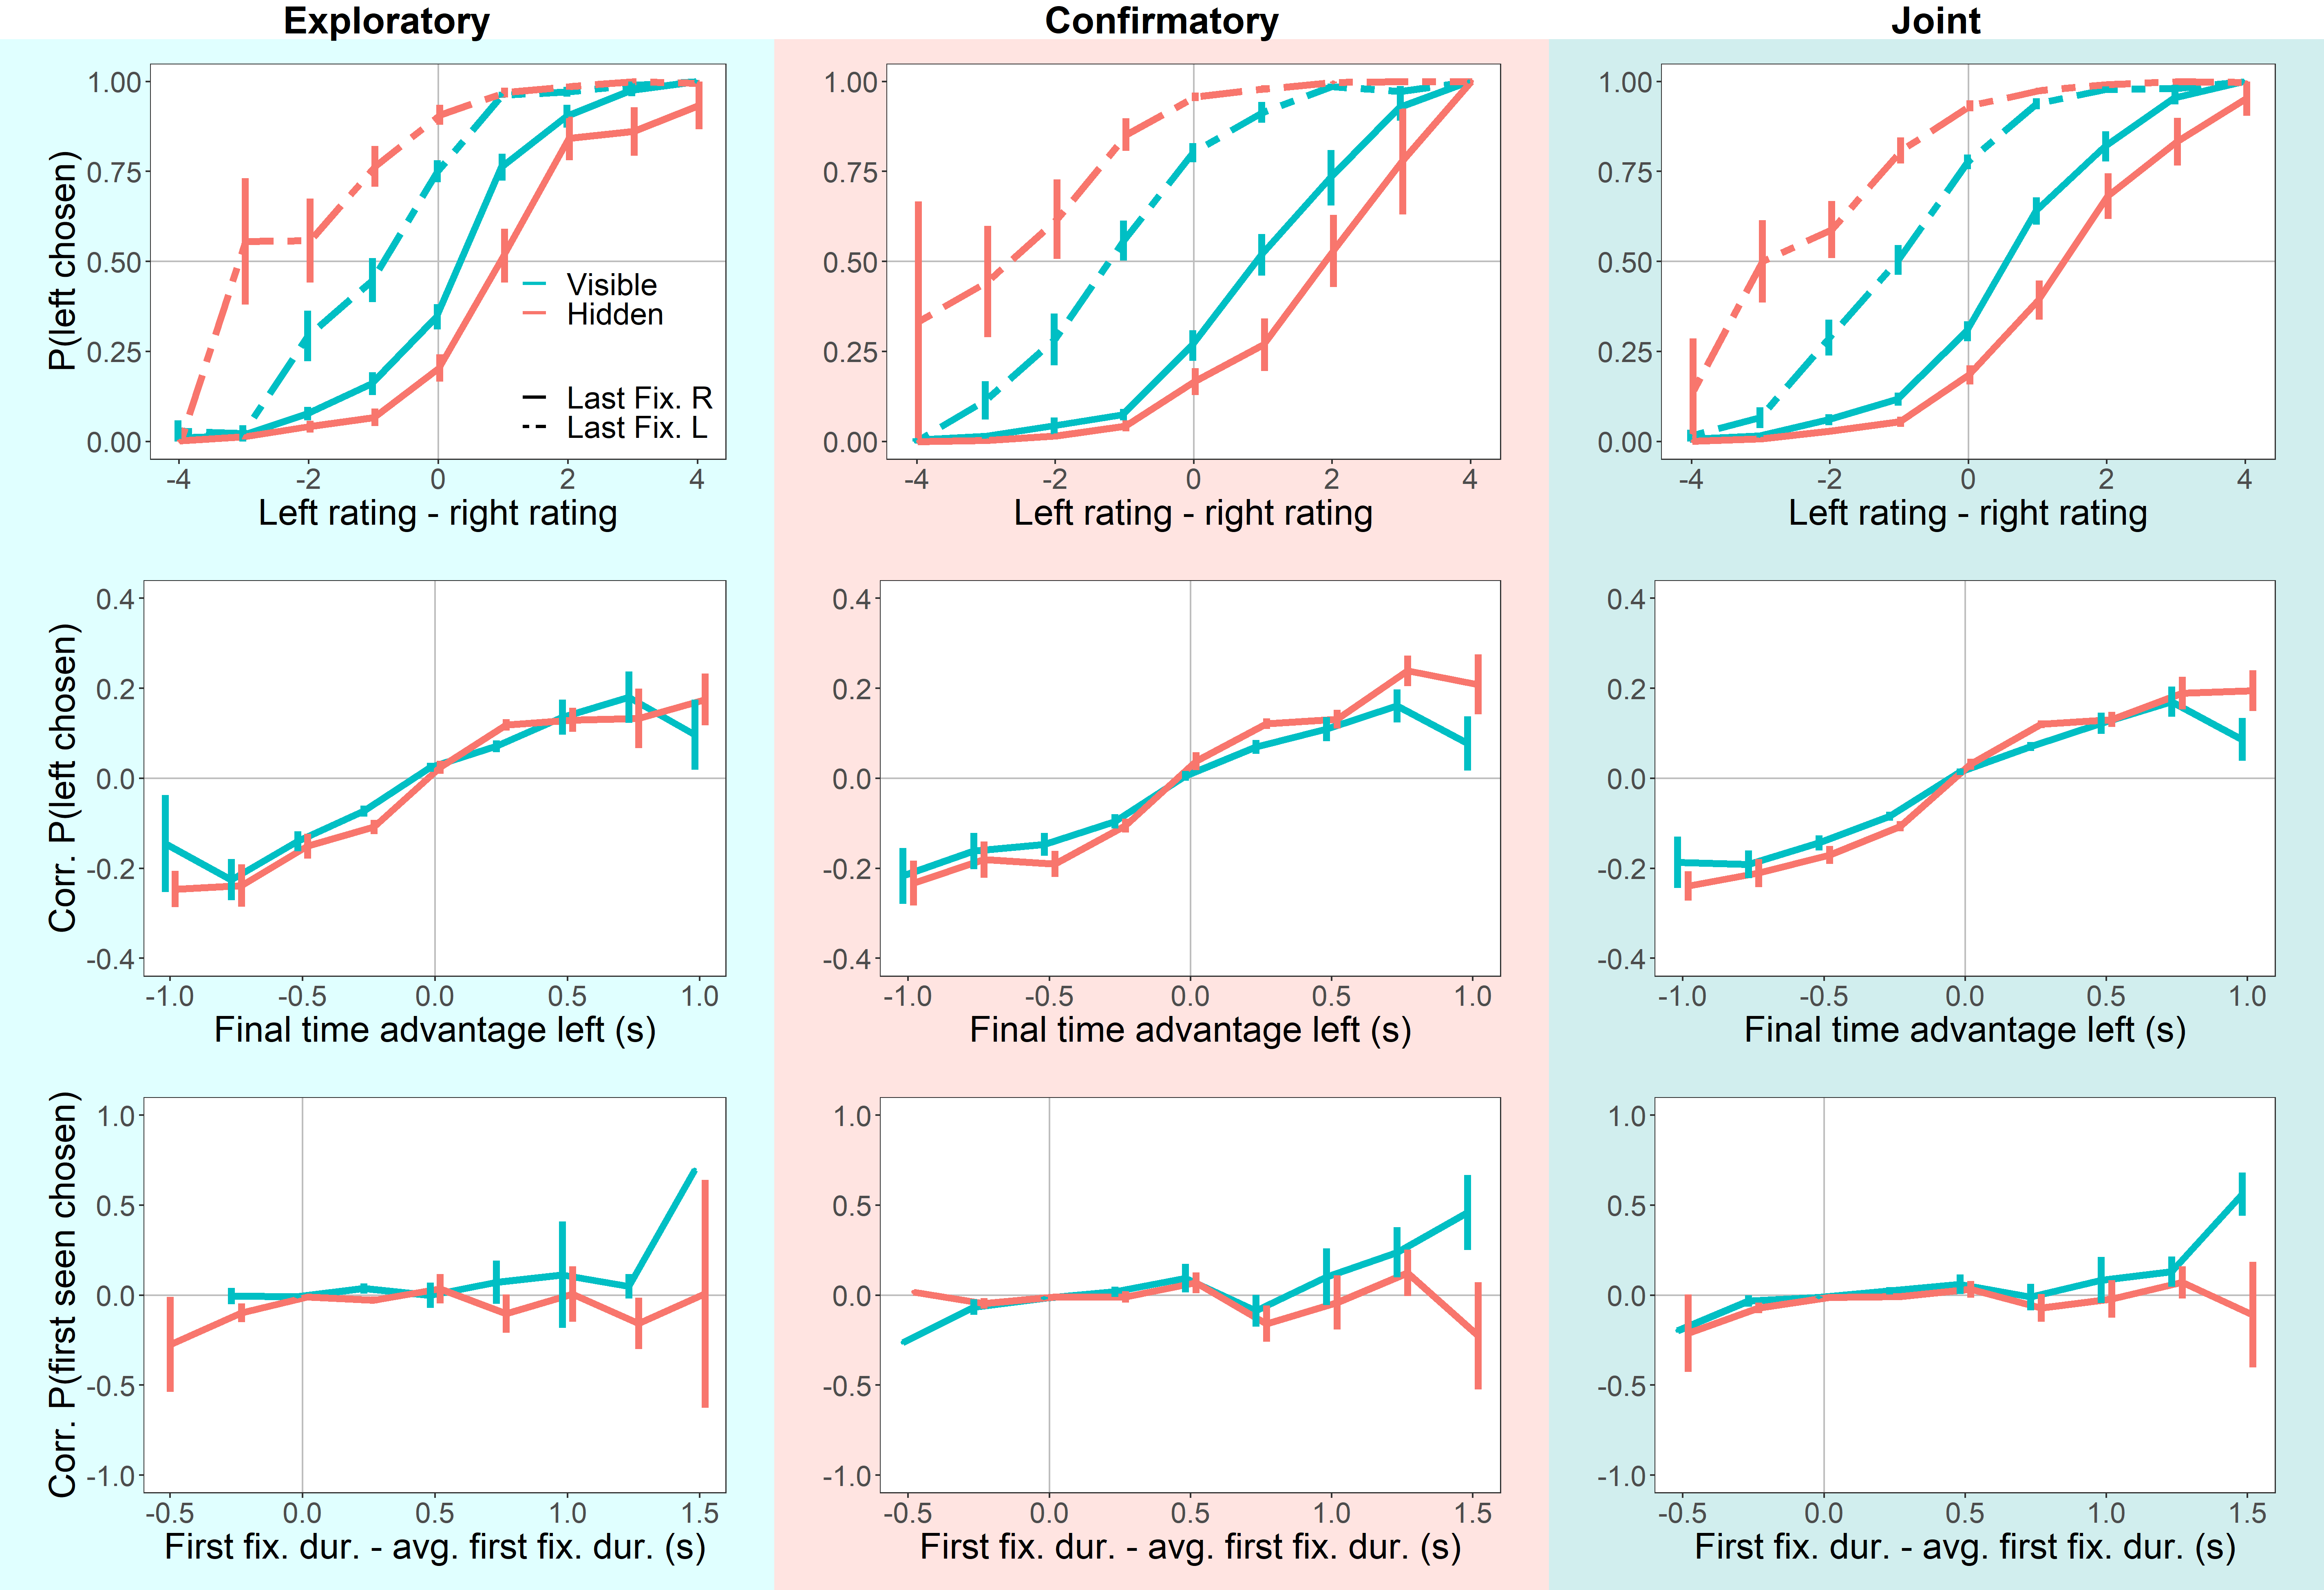 Exploratory Confirmatory Joint
P(left chosen)
1.00
0.75
0.50
0.25
0.00
Visible
Hidden
Last Fix. R
Last Fix. L
-4 -2 0 2 4
Left rating - right rating
1.00
0.75
0.50
0.25
0.00
-4 -2 0 2 4
Left rating - right rating
1.00
0.75
0.50
0.25
0.00
-4 -2 0 2 4
Left rating - right rating
Corr. P(left chosen)
0.4
0.2
0.0
-0.2
-0.4
-1.0 -0.5 0.0 0.5 1.0
Final time advantage left (s)
0.4
0.2
0.0
-0.2
-0.4
-1.0 -0.5 0.0 0.5 1.0
Final time advantage left (s)
0.4
0.2
0.0
-0.2
-0.4
-1.0 -0.5 0.0 0.5 1.0
Final time advantage left (s)
Corr. P(first seen chosen)
1.0
0.5
0.0
-0.5
-1.0
-0.5 0.0 0.5 1.0 1.5
First fix. dur. - avg. first fix. dur. (s)
1.0
0.5
0.0
-0.5
-1.0
-0.5 0.0 0.5 1.0 1.5
First fix. dur. - avg. first fix. dur. (s)
1.0
0.5
0.0
-0.5
-1.0
-0.5 0.0 0.5 1.0 1.5
First fix. dur. - avg. first fix. dur. (s)